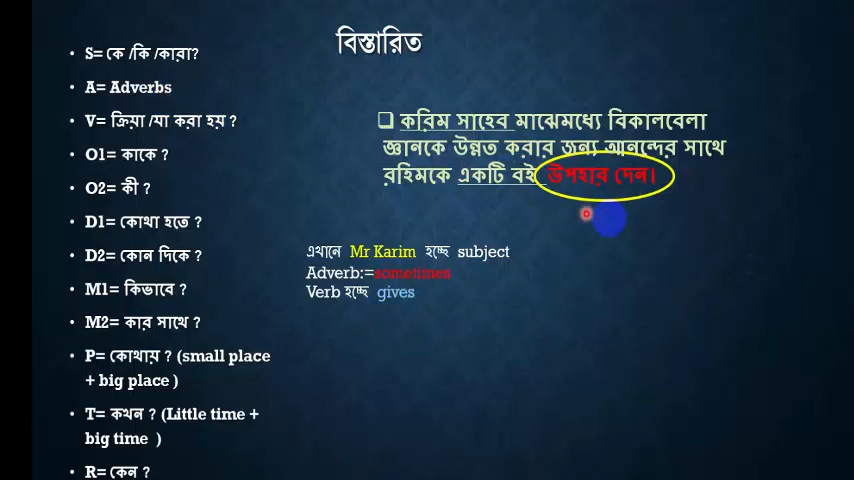 বিস্তারিত
S= কে /কি /কারা?
A= Adverbs
V= ক্রিয়া /যা করা হয় ?
O1= কাকে ?
O2= কী ?
D1= কোথা হতে ?
D2= কোন দিকে ?
M1= কিভাবে ?
M2= কার সাথে ?
P= কোথায় ? (small place
+ big place )
T= কখন ? (Little time +
big time )
R= কেন ?
করিম সাহেব মাঝেমধ্যে বিকালবেলা
জ্ঞানকে উন্নত করার জন্য আনন্দের সাথে
রহিমকে একটি বই উপহার দেন।
এখানে Mr Karim হচ্ছে subject
Adverb:=sometimes
Verb হচ্ছে gives